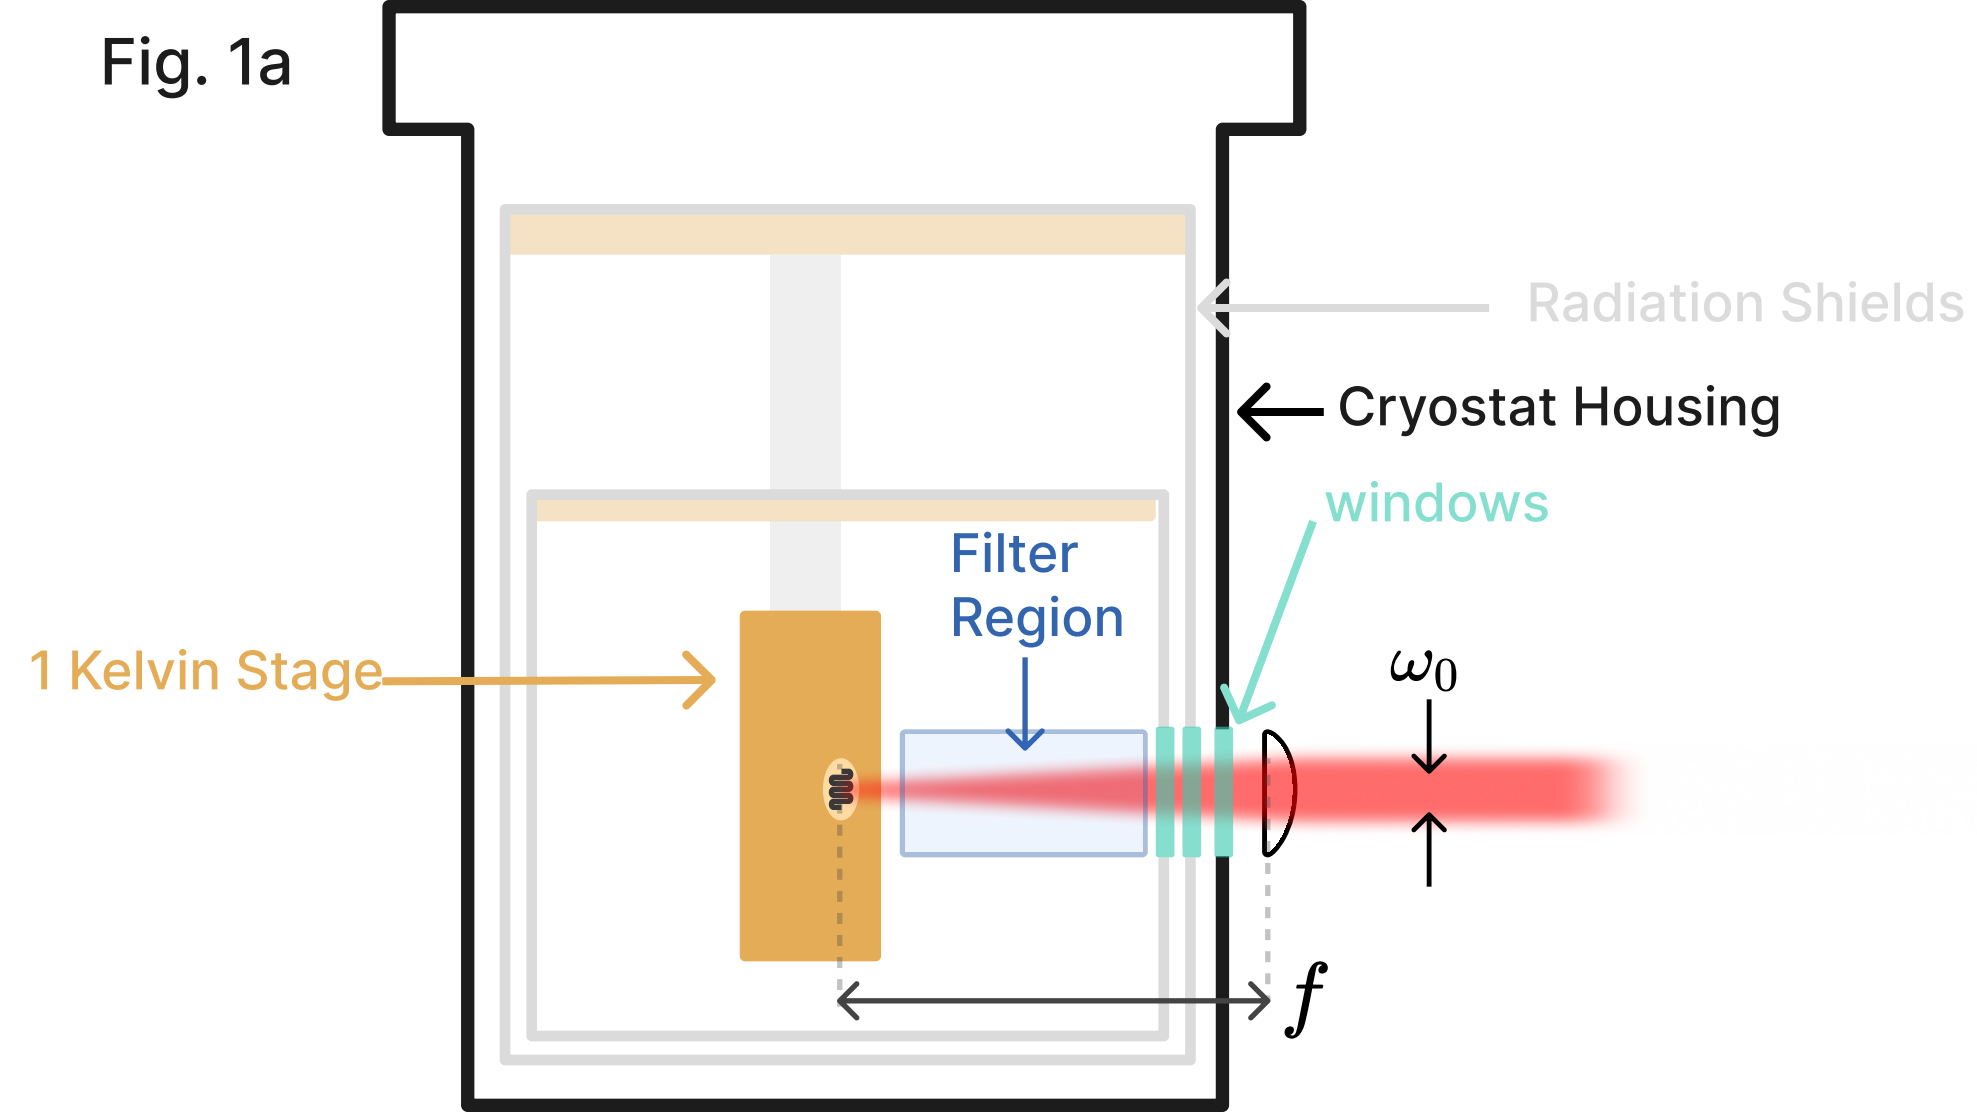 Fig. 1a
Radiation Shields
Cryostat Housing
windows
Filter
Region
1 Kelvin Stage
ω₀
f